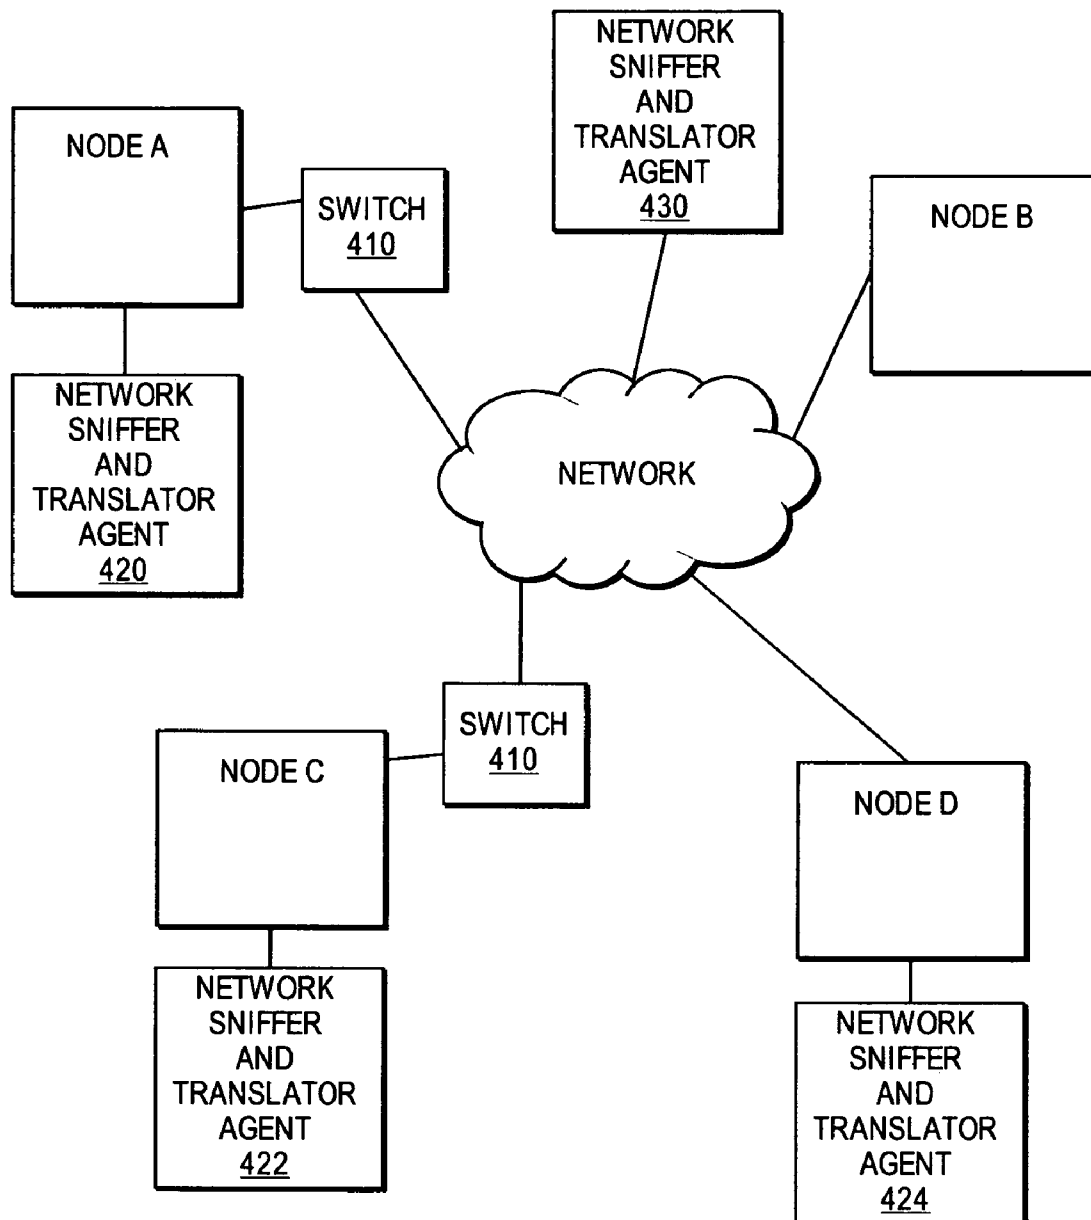 NETWORK
SNIFFER
AND
TRANSLATOR
AGENT
430
NODE A
SWITCH
410
NODE B
NETWORK
SNIFFER
AND
TRANSLATOR
AGENT
420
NETWORK
SWITCH
410
NODE C
NODE D
NETWORK
SNIFFER
AND
TRANSLATOR
AGENT
422
NETWORK
SNIFFER
AND
TRANSLATOR
AGENT
424